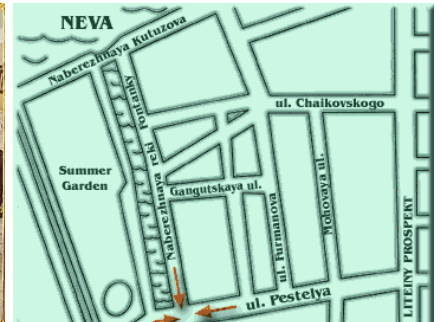 NEVA
Naberezhnaya Kutuzova
Naberezhnaya reki Fontanky
ul. Chaikovskogo
Summer
Garden
Gangutskaya ul.
ul. Furmanova
Mohovaya ul.
LITEINY PROSPEKT
ul. Pestelya